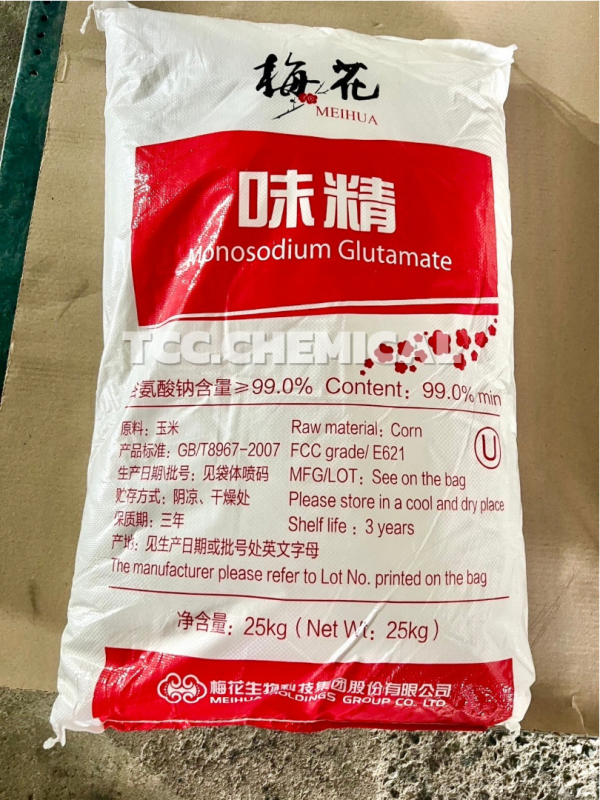 梅花
MEIHUA
味精
Monosodium Glutamate
TCC.CHEMICAL
谷氨酸钠含量≥99.0% Content: 99.0% min
原料: 玉米 Raw material: Corn
产品标准: GB/T8967-2007 FCC grade/ E621
U
生产日期\批号: 见袋体喷码 MFG/LOT: See on the bag
贮存方式: 阴凉、干燥处 Please store in a cool and dry place
保质期: 三年 Shelf life : 3 years
产地: 见生产日期或批号处英文字母
The manufacturer please refer to Lot No. printed on the bag
净含量: 25kg ( Net Wt: 25kg )
梅花生物科技集团股份有限公司
MEIHUA HOLDINGS GROUP CO. LTD